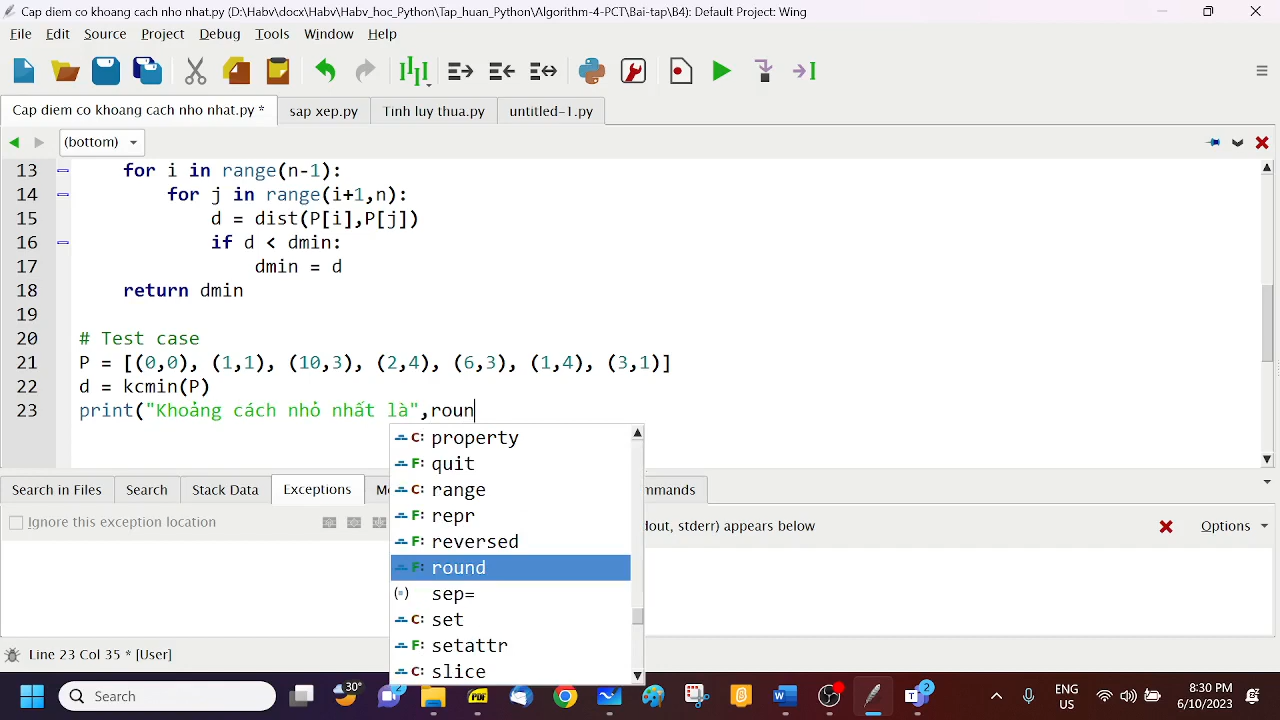 Cap diem co khoang cach nho nhat.py (D:\Habv\docx\Habv\Habv_hoc_Python\Tap_huan_Python\Algorithm-4-PCT\Bai-tap\B4): Default Project: Wing
File Edit Source Project Debug Tools Window Help
Cap diem co khoang cach nho nhat.py * sap xep.py Tinh luy thua.py untitled-1.py
(bottom)
13 for i in range(n-1):
14 for j in range(i+1,n):
15 d = dist(P[i],P[j])
16 if d < dmin:
17 dmin = d
18 return dmin
19
20 # Test case
21 P = [(0,0), (1,1), (10,3), (2,4), (6,3), (1,4), (3,1)]
22 d = kcmin(P)
23 print("Khoảng cách nhỏ nhất là",roun
C: property
F: quit
C: range
F: repr
F: reversed
F: round
(=) sep=
C: set
F: setattr
C: slice
Search in Files Search Stack Data Exceptions
Ignore this exception location
stderr) appears below
Options
Line 23 Col 35 * [User]
Search
30°
2
2
ENG
US
8:30 PM
6/10/2023